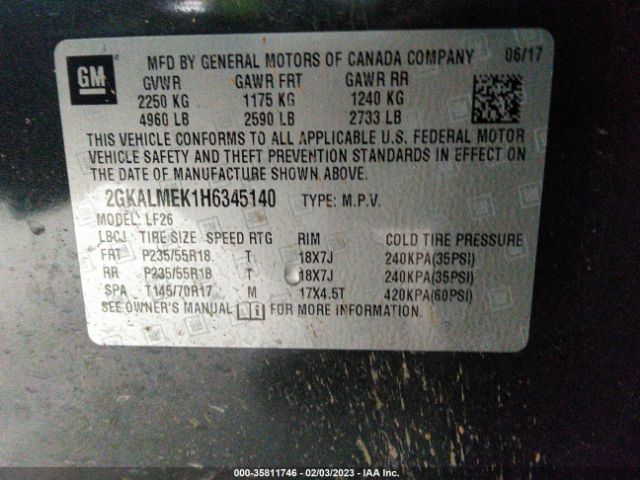 GM
MFD BY GENERAL MOTORS OF CANADA COMPANY 06/17
GVWR GAWR FRT GAWR RR
2250 KG 1175 KG 1240 KG
4960 LB 2590 LB 2733 LB
THIS VEHICLE CONFORMS TO ALL APPLICABLE U.S. FEDERAL MOTOR
VEHICLE SAFETY AND THEFT PREVENTION STANDARDS IN EFFECT ON
THE DATE OF MANUFACTURE SHOWN ABOVE.
2GKALMEK1H6345140 TYPE: M.P.V.
MODEL: LF26
LBCJ TIRE SIZE SPEED RTG RIM COLD TIRE PRESSURE
FRT P235/55R18 T 18X7J 240KPA(35PSI)
RR P235/55R18 T 18X7J 240KPA(35PSI)
SPA T145/70R17 M 17X4.5T 420KPA(60PSI)
SEE OWNER'S MANUAL FOR MORE INFORMATION
000-35811746 - 02/03/2023 - IAA Inc.